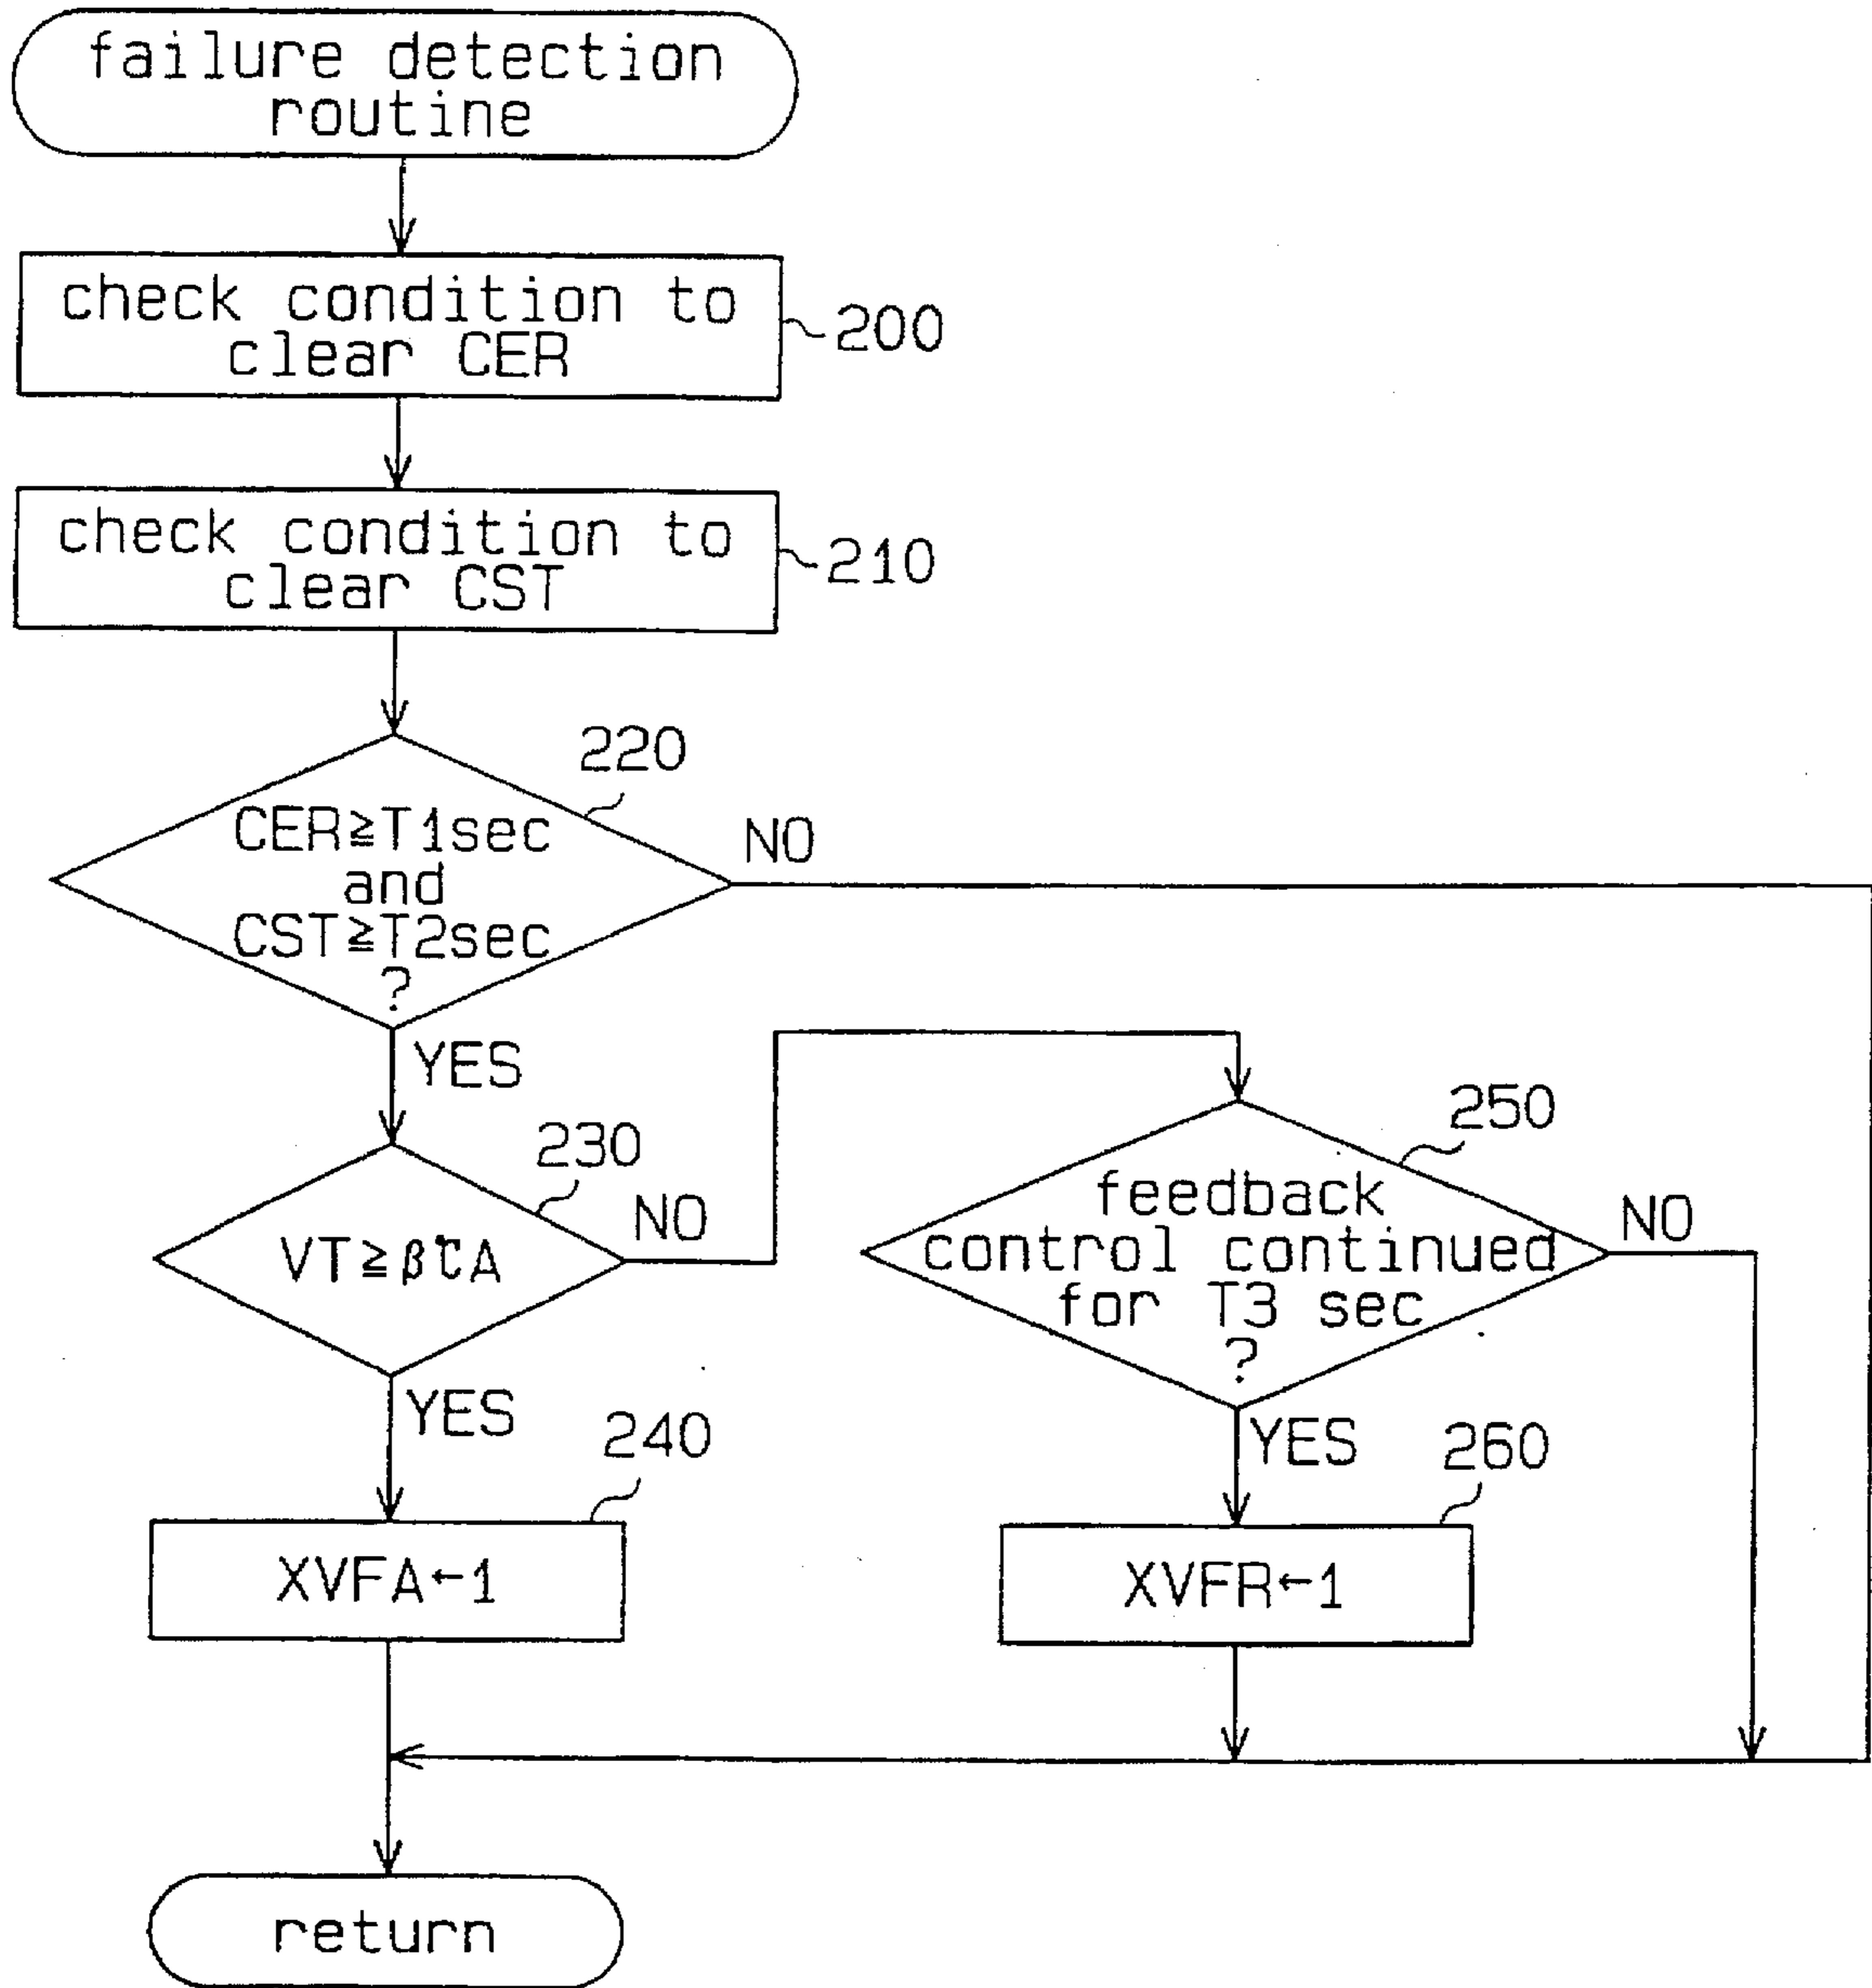 failure detection
routine
check condition to
clear CER
200
check condition to
clear CST
210
220
CER≧T1sec
and
CST≧T2sec
?
NO
YES
230
VT≧β℃A
NO
YES
250
feedback
control continued
for T3 sec
?
NO
YES
240
XVFA←1
260
XVFR←1
return